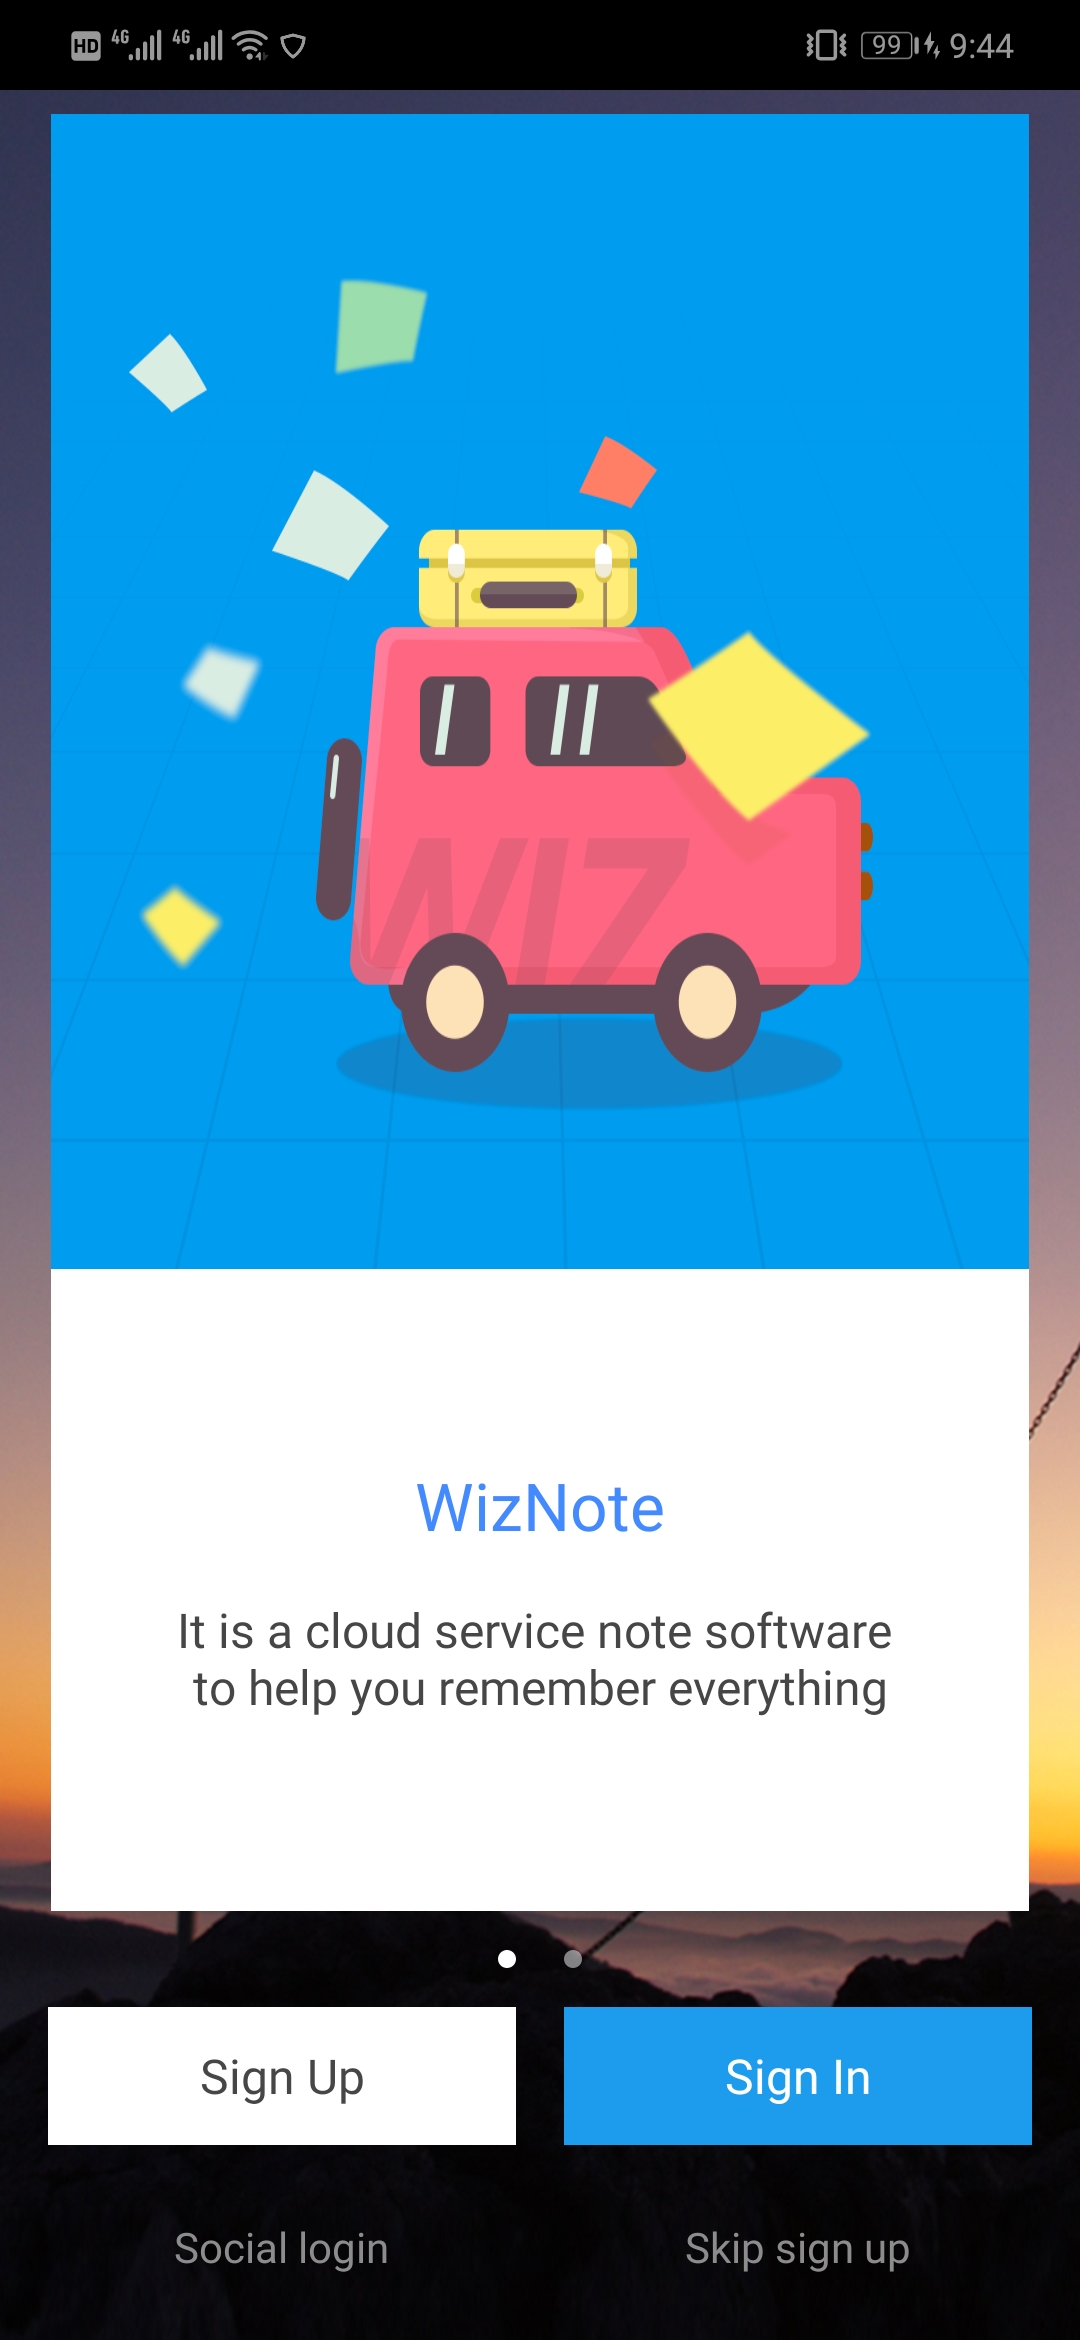 HD 4G 4G 99 9:44
WIZ
WizNote
It is a cloud service note software
to help you remember everything
Sign Up Sign In
Social login Skip sign up